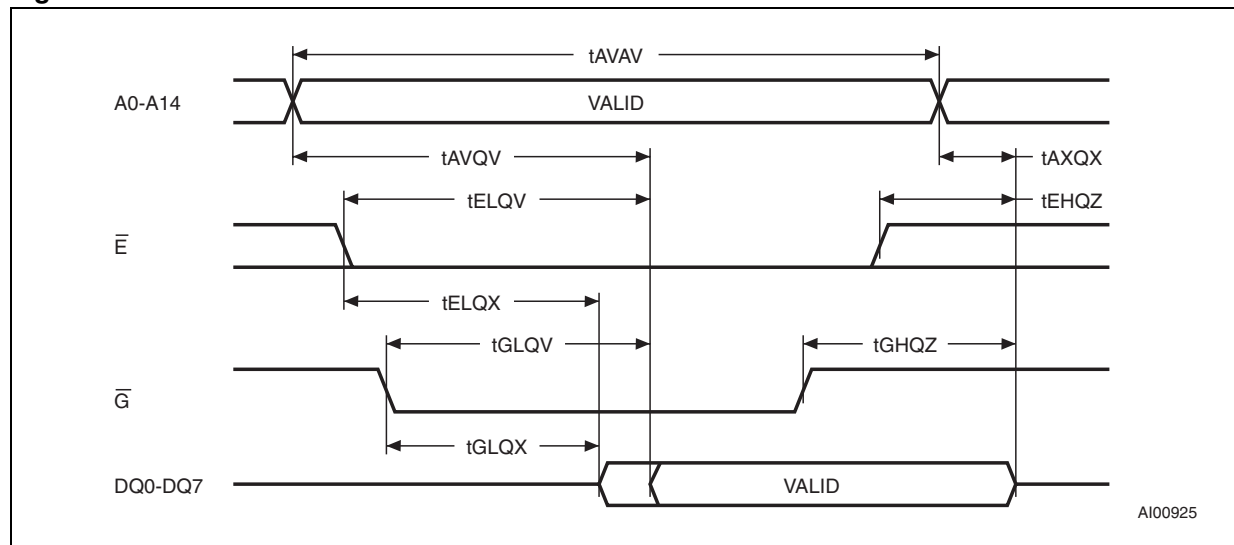 tAVAV
A0-A14
VALID
tAVQV
tAXQX
tELQV
tEHQZ
E̅
tELQX
tGLQV
tGHQZ
G̅
tGLQX
DQ0-DQ7
VALID
AI00925